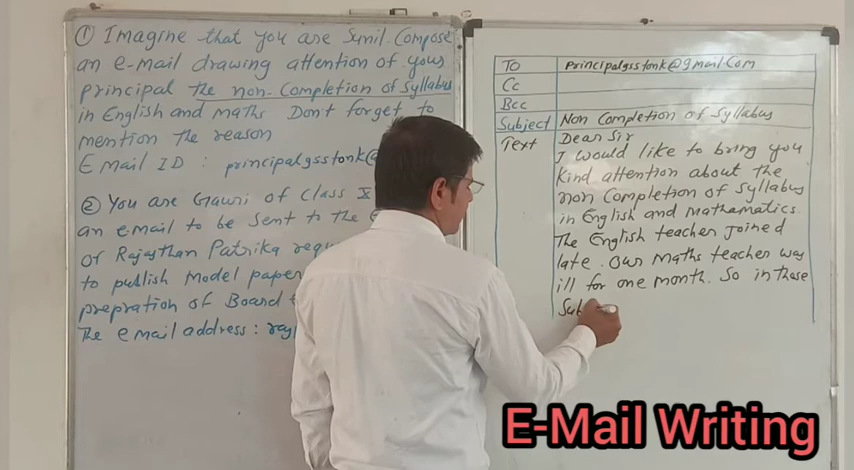 ① Imagine that you are Sunil. Compose
an e-mail drawing attention of your
principal the non-Completion of Syllabus
in English and maths Don't forget to
mention the reason
E Mail ID : principalgsstonk@
② You are Gauri of Class X
an email to be sent to the
of Rajasthan Patrika
to publish Model paper
prepration of Board
The email address :
To principalgsstonk@gmail.Com
Cc
Bcc
Subject Non Completion of Syllabus
Text Dear Sir
I would like to bring you
Kind attention about the
non Completion of Syllabus
in English and mathematics.
The English teacher Joined
late. Our Maths teacher was
ill for one month. So in these
Sub
E-Mail Writing